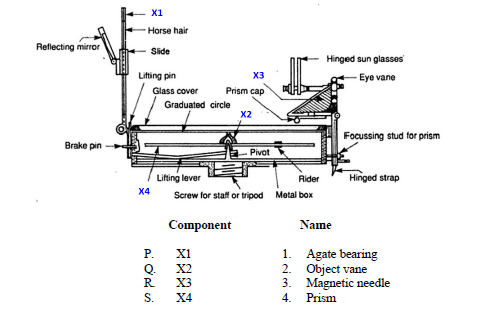 X1
Horse hair
Reflecting mirror
Slide
Hinged sun glasses
Lifting pin
X3
Eye vane
Glass cover
Prism cap
Graduated circle
X2
Focussing stud for prism
Brake pin
Pivot
Lifting lever
Rider
Hinged strap
X4
Screw for staff or tripod
Metal box
Component Name
P. X1 1. Agate bearing
Q. X2 2. Object vane
R. X3 3. Magnetic needle
S. X4 4. Prism